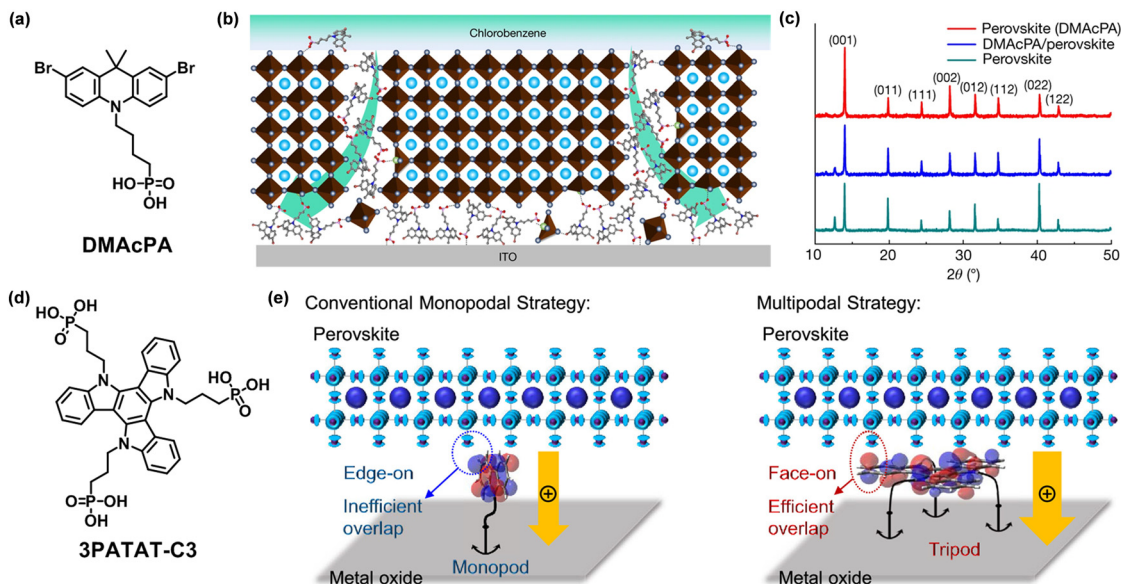 (a)
Br
Br
N
HO-P=O
OH
DMAcPA
(b)
Chlorobenzene
ITO
(c)
Perovskite (DMAcPA)
DMAcPA/perovskite
Perovskite
(001)
(011)
(111)
(002)
(012)
(112)
(022)
(122)
10
20
30
40
50
2θ (°)
(d)
OH
HO-P
O
N
N
N
OH
P-OH
O
O=P-OH
OH
3PATAT-C3
(e)
Conventional Monopodal Strategy:
Perovskite
Edge-on
Inefficient
overlap
Monopod
Metal oxide
Multipodal Strategy:
Perovskite
Face-on
Efficient
overlap
Tripod
Metal oxide